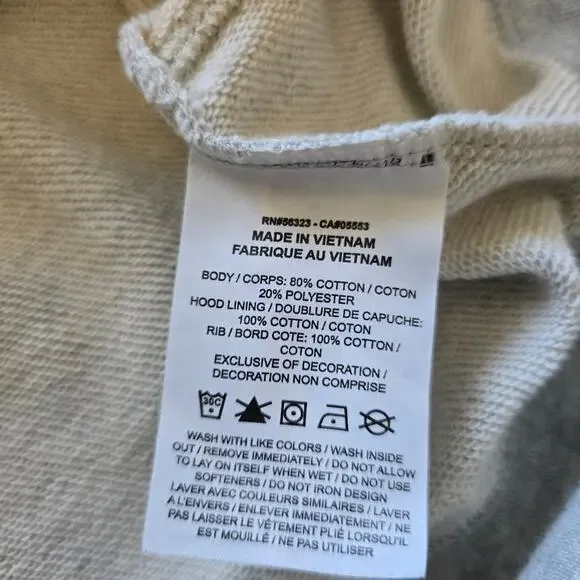 RN#56323 - CA#05553
MADE IN VIETNAM
FABRIQUE AU VIETNAM
BODY / CORPS: 80% COTTON / COTON
20% POLYESTER
HOOD LINING / DOUBLURE DE CAPUCHE:
100% COTTON / COTON
RIB / BORD COTE: 100% COTTON /
COTON
EXCLUSIVE OF DECORATION /
DECORATION NON COMPRISE
30C
WASH WITH LIKE COLORS / WASH INSIDE
OUT / REMOVE IMMEDIATELY / DO NOT ALLOW
TO LAY ON ITSELF WHEN WET / DO NOT USE
SOFTENERS / DO NOT IRON DESIGN
LAVER AVEC COULEURS SIMILAIRES / LAVER
A L'ENVERS / ENLEVER IMMEDIATEMENT / NE
PAS LAISSER LE VÊTEMENT PLIÉ LORSQU'IL
EST MOUILLÉ / NE PAS UTILISER